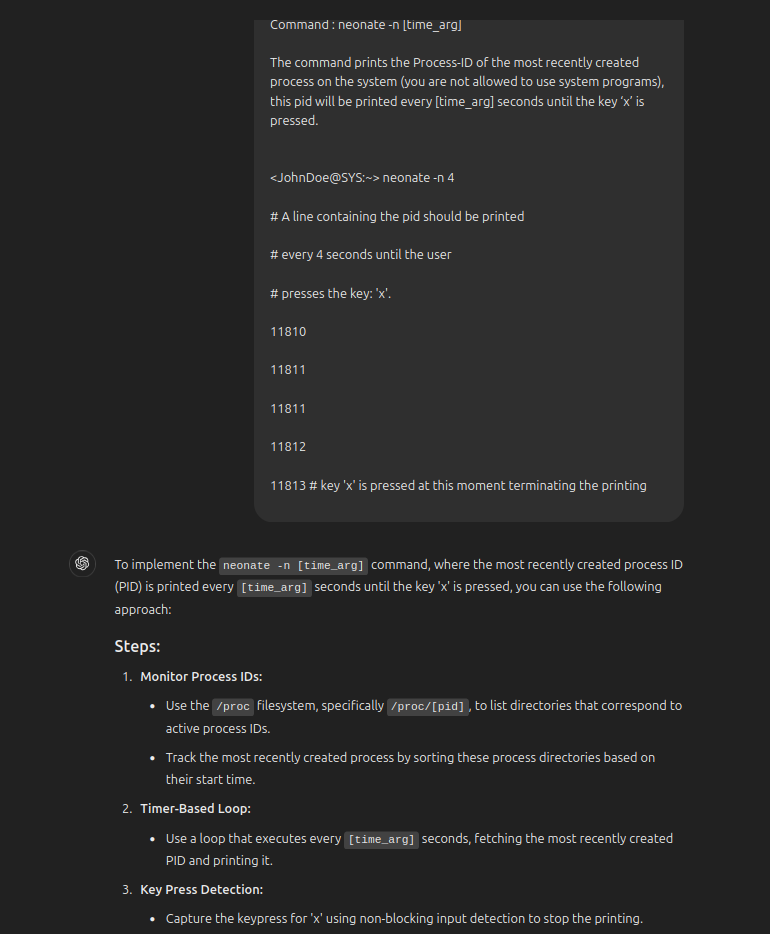 Command : neonate -n [time_arg]
The command prints the Process-ID of the most recently created
process on the system (you are not allowed to use system programs),
this pid will be printed every [time_arg] seconds until the key ‘x’ is
pressed.
<JohnDoe@SYS:~> neonate -n 4
# A line containing the pid should be printed
# every 4 seconds until the user
# presses the key: 'x'.
11810
11811
11811
11812
11813 # key 'x' is pressed at this moment terminating the printing
To implement the neonate -n [time_arg] command, where the most recently created process ID
(PID) is printed every [time_arg] seconds until the key 'x' is pressed, you can use the following
approach:
Steps:
1. Monitor Process IDs:
• Use the /proc filesystem, specifically /proc/[pid], to list directories that correspond to
active process IDs.
• Track the most recently created process by sorting these process directories based on
their start time.
2. Timer-Based Loop:
• Use a loop that executes every [time_arg] seconds, fetching the most recently created
PID and printing it.
3. Key Press Detection:
• Capture the keypress for 'x' using non-blocking input detection to stop the printing.